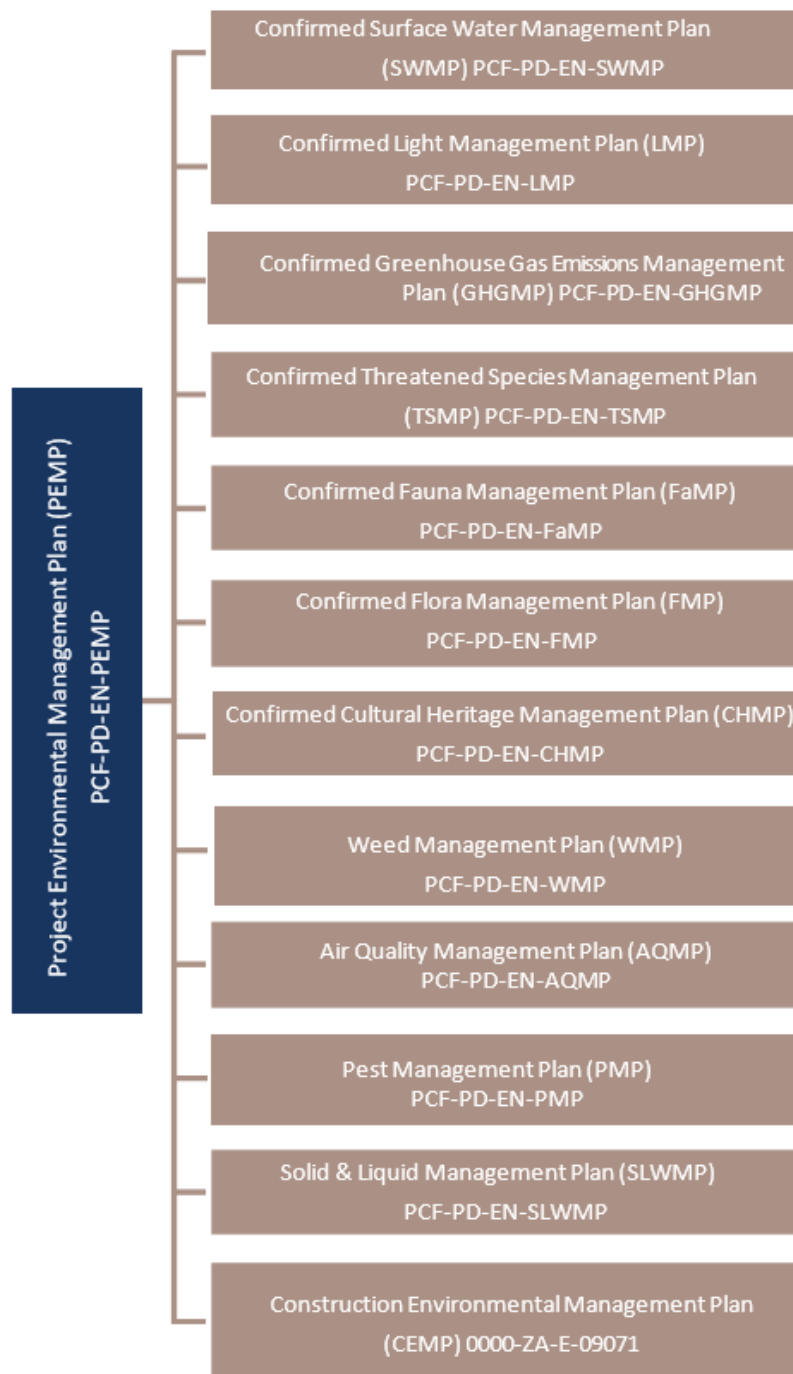 Project Environmental Management Plan (PEMP)
PCF-PD-EN-PEMP
Confirmed Surface Water Management Plan
(SWMP) PCF-PD-EN-SWMP
Confirmed Light Management Plan (LMP)
PCF-PD-EN-LMP
Confirmed Greenhouse Gas Emissions Management
Plan (GHGMP) PCF-PD-EN-GHGMP
Confirmed Threatened Species Management Plan
(TSMP) PCF-PD-EN-TSMP
Confirmed Fauna Management Plan (FaMP)
PCF-PD-EN-FaMP
Confirmed Flora Management Plan (FMP)
PCF-PD-EN-FMP
Confirmed Cultural Heritage Management Plan (CHMP)
PCF-PD-EN-CHMP
Weed Management Plan (WMP)
PCF-PD-EN-WMP
Air Quality Management Plan (AQMP)
PCF-PD-EN-AQMP
Pest Management Plan (PMP)
PCF-PD-EN-PMP
Solid & Liquid Management Plan (SLWMP)
PCF-PD-EN-SLWMP
Construction Environmental Management Plan
(CEMP) 0000-ZA-E-09071